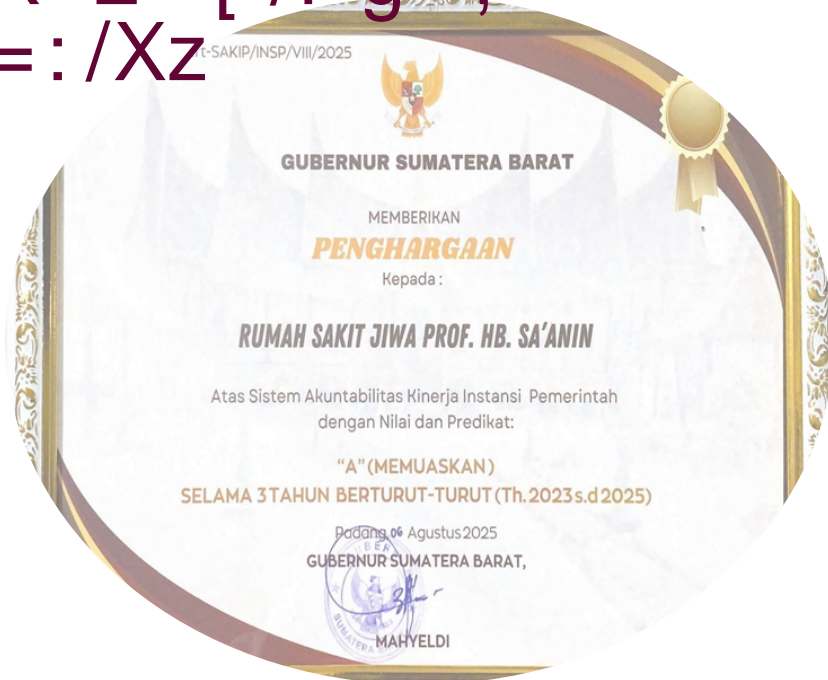 =:/Xz
-SAKIP/INSP/VIII/2025
GUBERNUR SUMATERA BARAT
MEMBERIKAN
PENGHARGAAN
Kepada :
RUMAH SAKIT JIWA PROF. HB. SA'ANIN
Atas Sistem Akuntabilitas Kinerja Instansi Pemerintah
dengan Nilai dan Predikat:
“A” (MEMUASKAN)
SELAMA 3 TAHUN BERTURUT-TURUT (Th. 2023 s.d 2025)
Padang, 06 Agustus 2025
GUBERNUR SUMATERA BARAT,
MAHYELDI